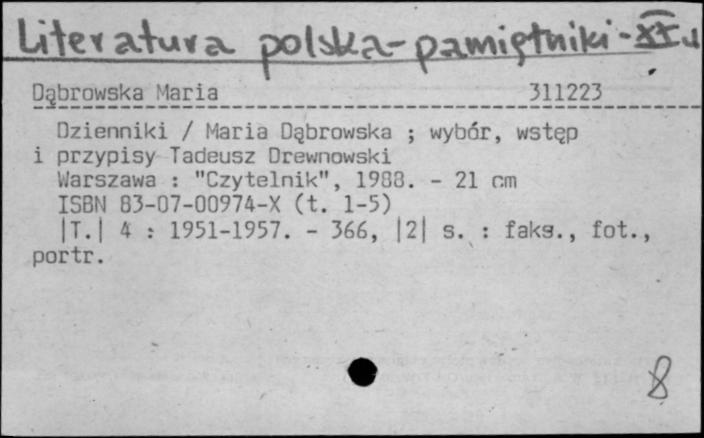 Literatura polska-pamiętniki-XX w
Dąbrowska Maria 311223
Dzienniki / Maria Dąbrowska ; wybór, wstęp
i przypisy Tadeusz Drewnowski
Warszawa : "Czytelnik", 1988. - 21 cm
ISBN 83-07-00974-X (t. 1-5)
|T.| 4 : 1951-1957. - 366, |2| s. : faks., fot.,
portr.
8